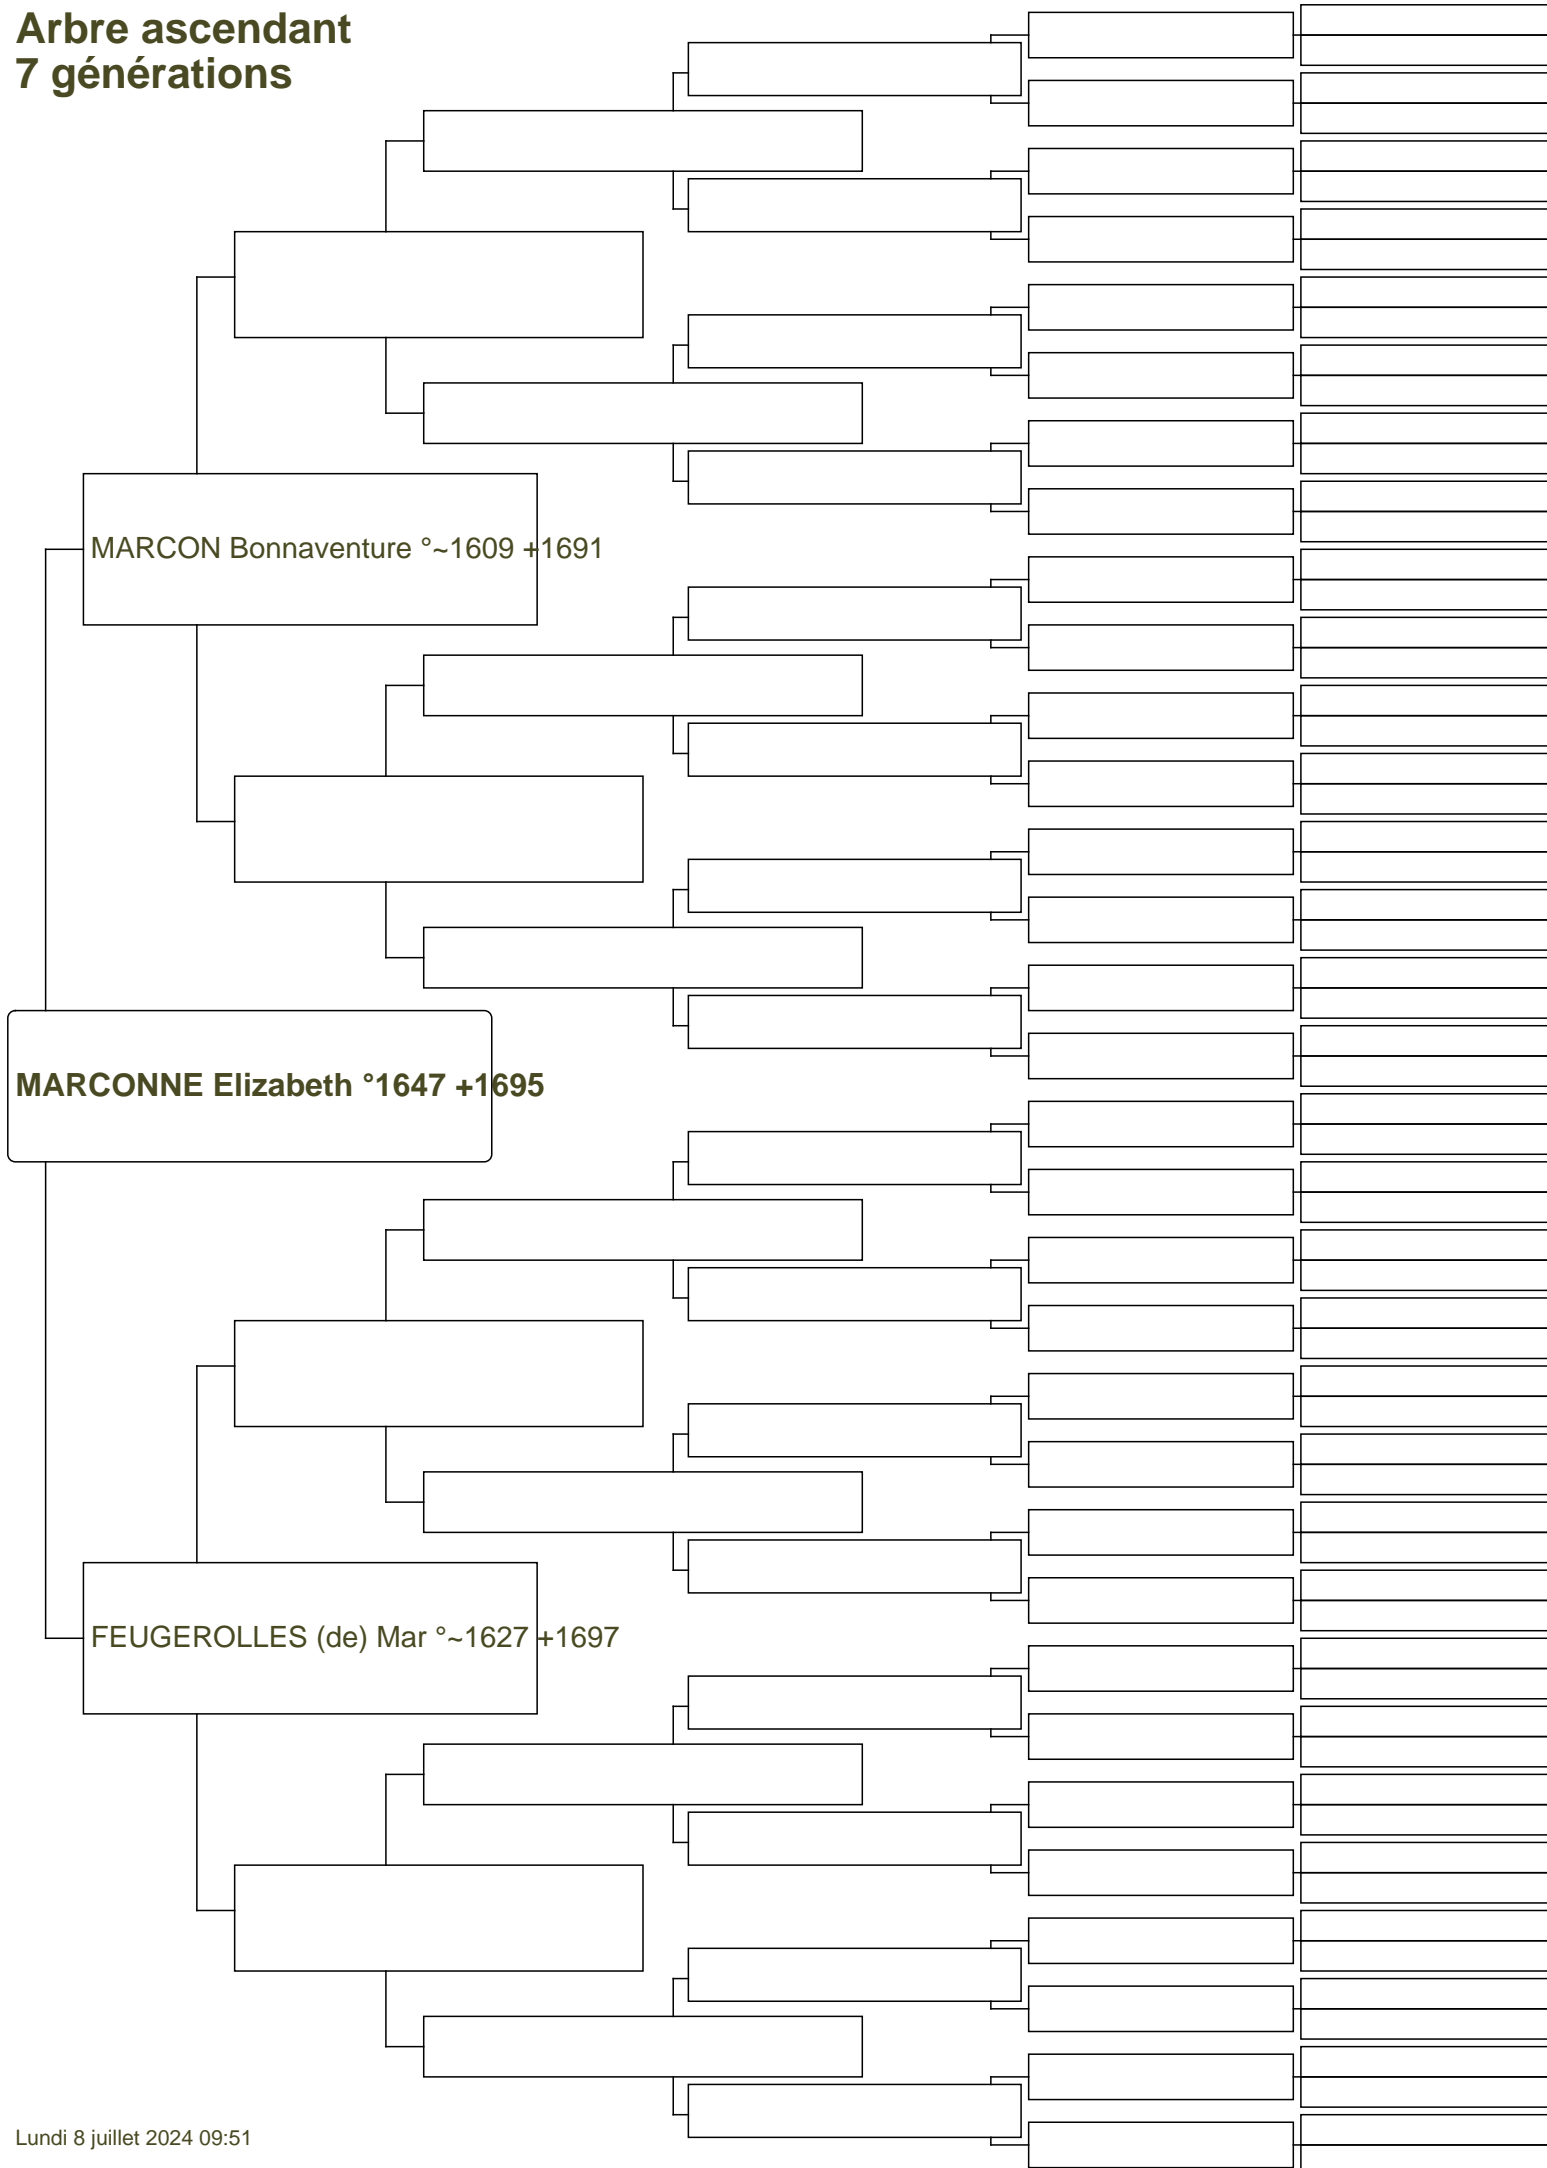 Arbre ascendant
7 générations
MARCON Bonnaventure °~1609 +1691
MARCONNE Elizabeth °1647 +1695
FEUGEROLLES (de) Mar °~1627 +1697
Lundi 8 juillet 2024 09:51